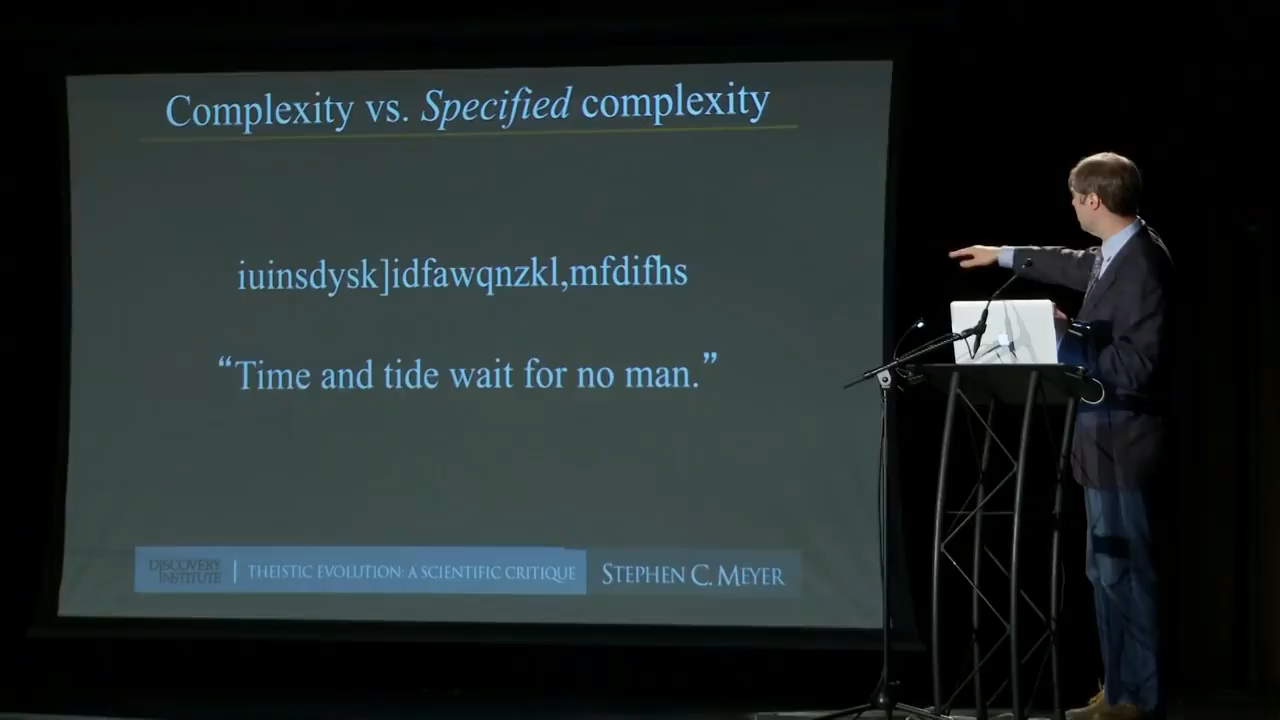 Complexity vs. Specified complexity
iuinsdysk]idfawqnzkl,mfdifhs
“Time and tide wait for no man.”
DISCOVERY
INSTITUTE
THEISTIC EVOLUTION: A SCIENTIFIC CRITIQUE
STEPHEN C. MEYER